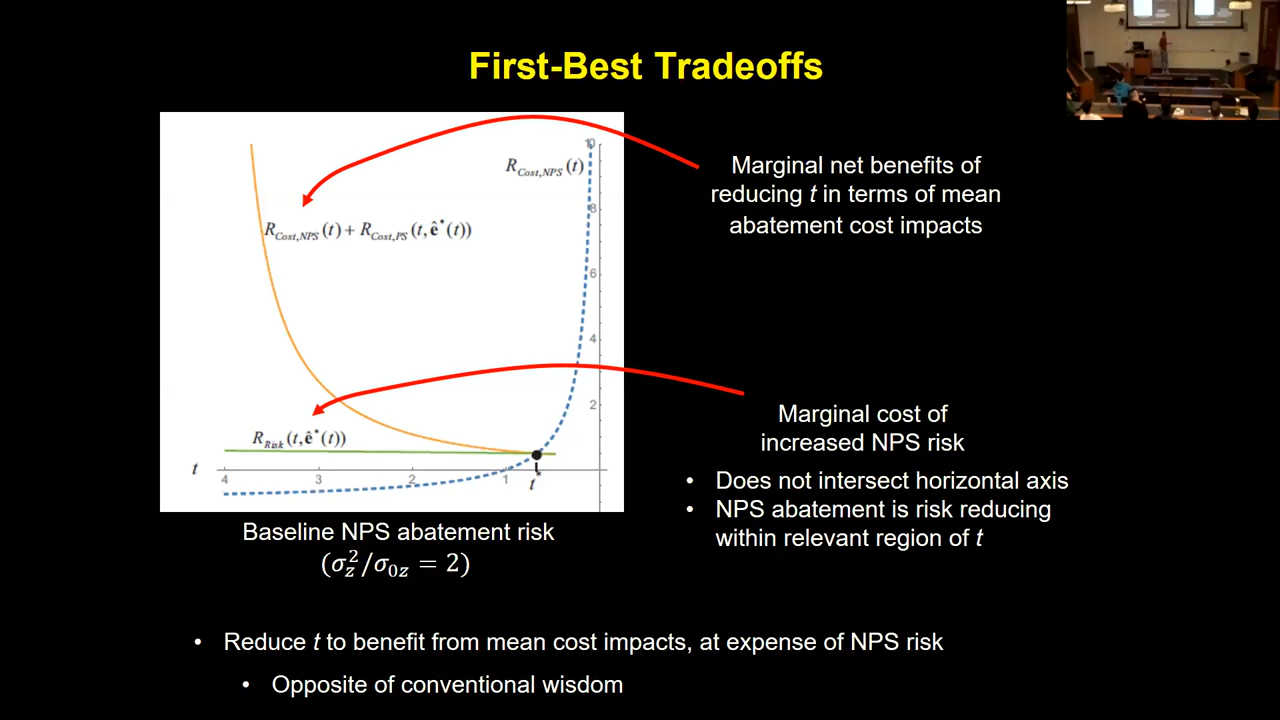 First-Best Tradeoffs
10
R_{Cost,NPS}(t)
8
R_{Cost,NPS}(t) + R_{Cost,PS}(t, ê^*(t))
6
4
2
R_{Risk}(t, ê^*(t))
t
4
3
2
1
t^*
Marginal net benefits of
reducing t in terms of mean
abatement cost impacts
Marginal cost of
increased NPS risk
• Does not intersect horizontal axis
• NPS abatement is risk reducing
within relevant region of t
Baseline NPS abatement risk
(σ_z^2/σ_{0z} = 2)
• Reduce t to benefit from mean cost impacts, at expense of NPS risk
• Opposite of conventional wisdom